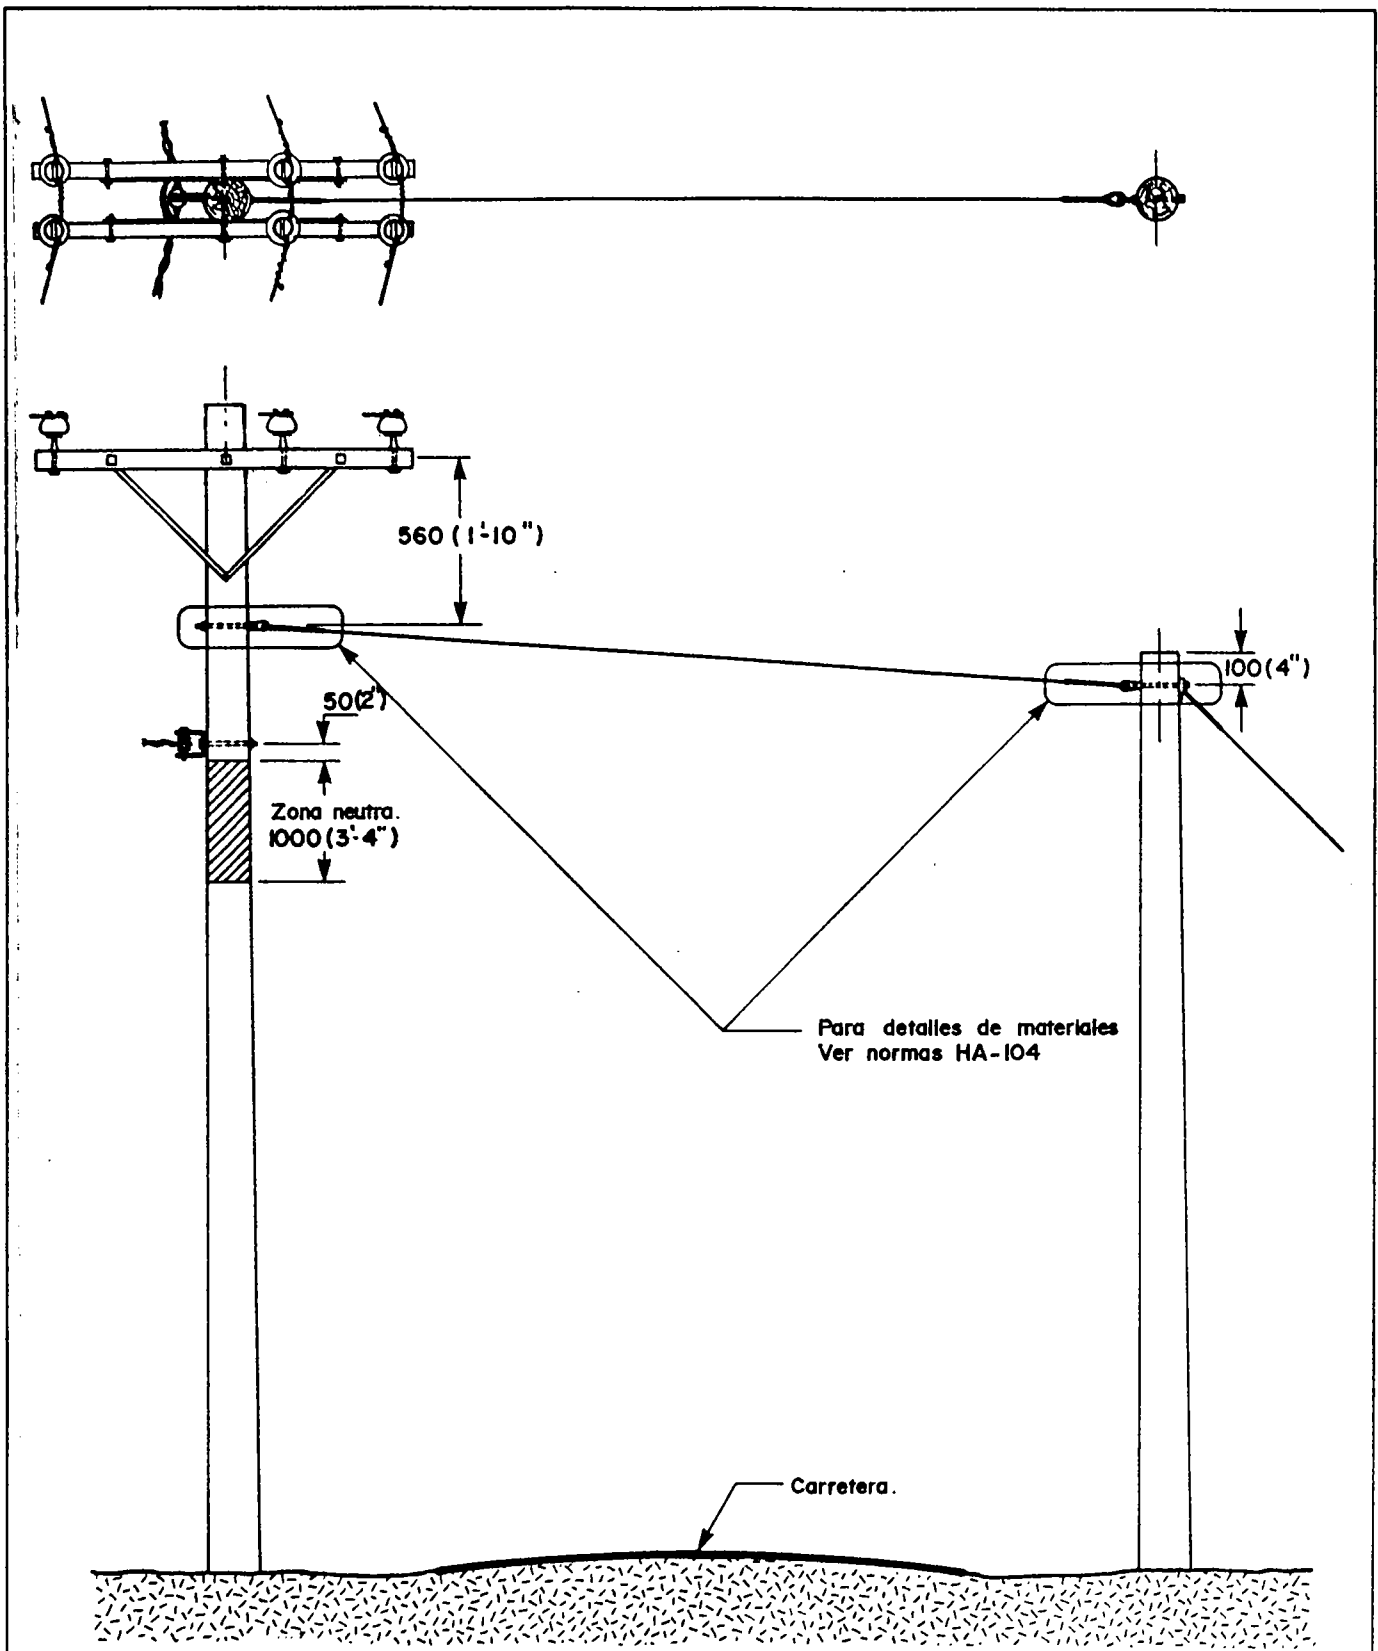 560 (1'-10")
100(4")
50(2")
Zona neutra.
1000(3'-4")
Para detalles de materiales
Ver normas HA-104
Carretera.